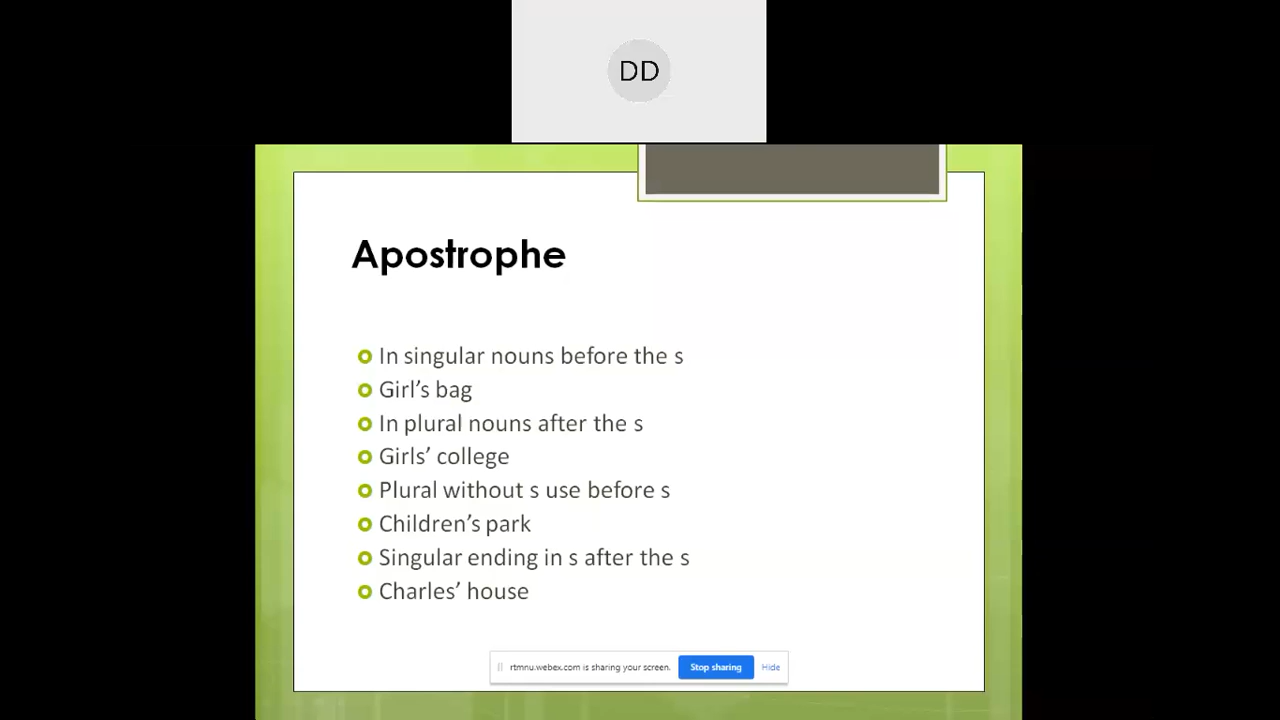 DD
Apostrophe
In singular nouns before the s
Girl’s bag
In plural nouns after the s
Girls’ college
Plural without s use before s
Children’s park
Singular ending in s after the s
Charles’ house
rtmnu.webex.com is sharing your screen. Stop sharing Hide